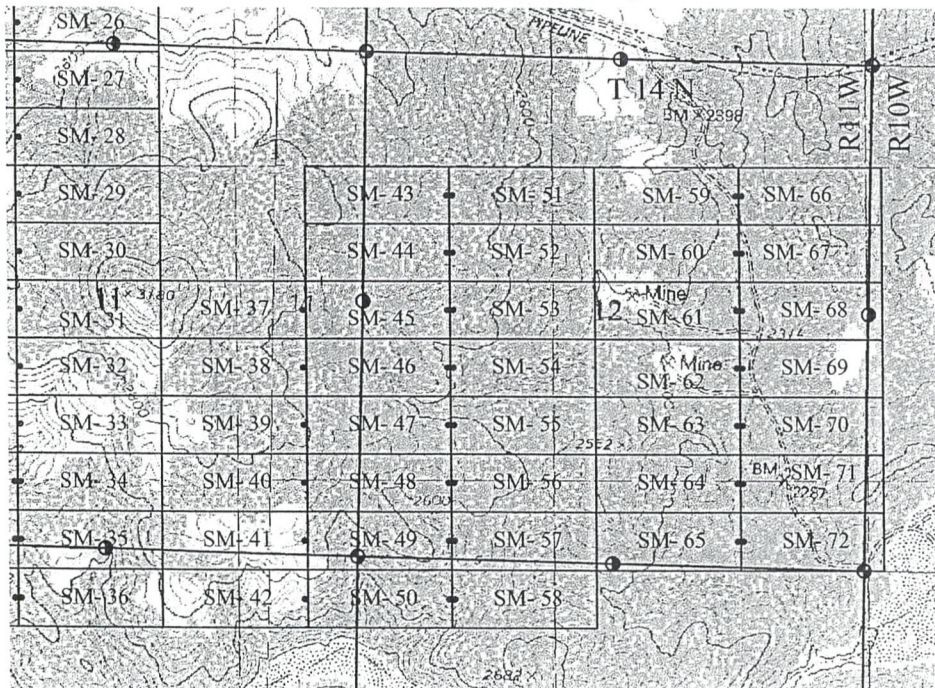 SM- 26
PIPELINE
SM- 27
T 14 N
BM × 2398
R11W
R10W
SM- 28
SM- 29
SM- 43
SM- 51
SM- 59
SM- 66
SM- 30
SM- 44
SM- 52
SM- 60
SM- 67
11 × 3180
SM- 31
SM- 37
SM- 45
SM- 53
12
Mine
SM- 61
SM- 68
2314
SM- 32
SM- 38
SM- 46
SM- 54
Mine
SM- 62
SM- 69
SM- 33
SM- 39
SM- 47
SM- 55
2552 ×
SM- 63
SM- 70
SM- 34
SM- 40
SM- 48
2600
SM- 56
SM- 64
BM
SM- 71
2287
SM- 35
SM- 41
SM- 49
SM- 57
SM- 65
SM- 72
SM- 36
SM- 42
SM- 50
SM- 58
2682 ×